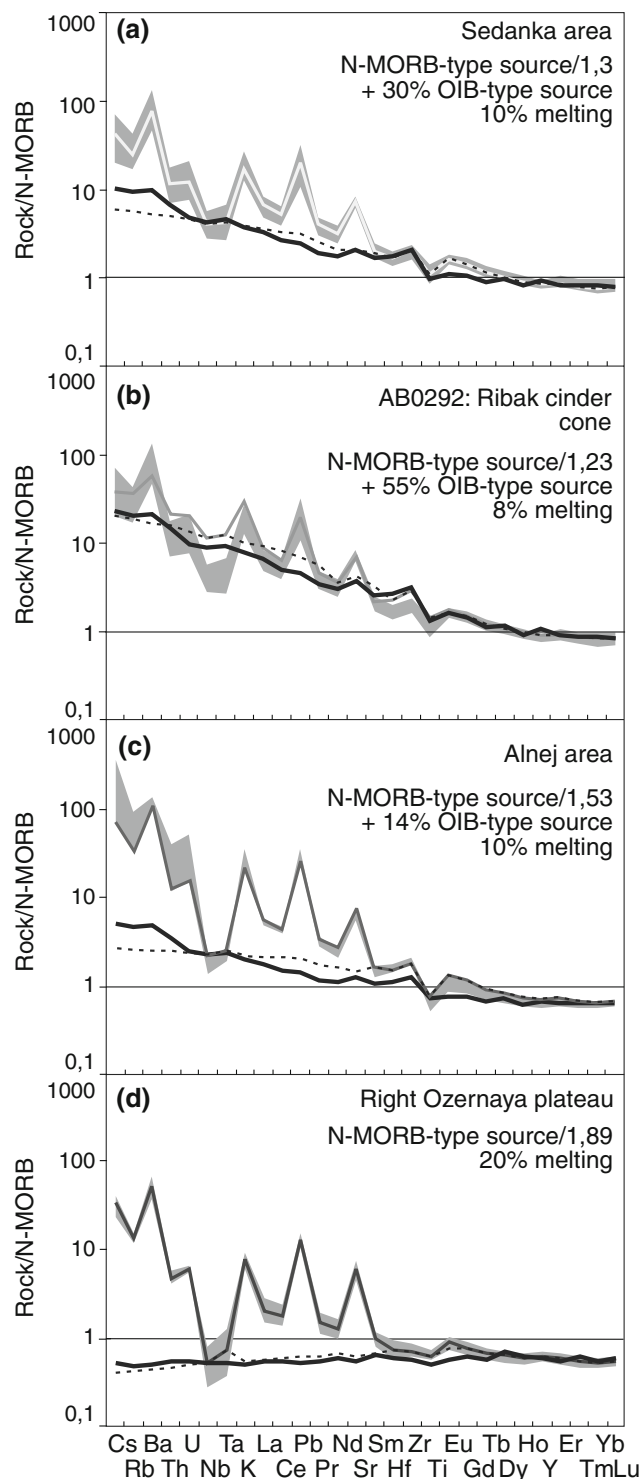 (a)
Sedanka area
N-MORB-type source/1,3
+ 30% OIB-type source
10% melting
1000
100
10
1
0,1
Rock/N-MORB
(b)
AB0292: Ribak cinder
cone
N-MORB-type source/1,23
+ 55% OIB-type source
8% melting
1000
100
10
1
0,1
Rock/N-MORB
(c)
Alnej area
N-MORB-type source/1,53
+ 14% OIB-type source
10% melting
1000
100
10
1
0,1
Rock/N-MORB
(d)
Right Ozernaya plateau
N-MORB-type source/1,89
20% melting
1000
100
10
1
0,1
Rock/N-MORB
Cs Ba U Ta La Pb Nd Sm Zr Eu Tb Ho Er Yb
Rb Th Nb K Ce Pr Sr Hf Ti Gd Dy Y TmLu